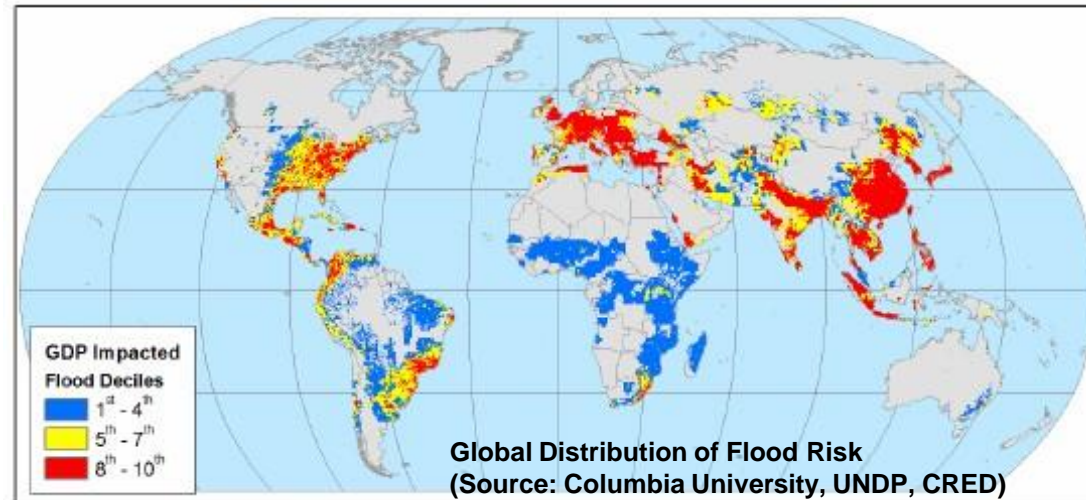 GDP Impacted
Flood Deciles
1st - 4th
5th - 7th
8th - 10th
Global Distribution of Flood Risk
(Source: Columbia University, UNDP, CRED)